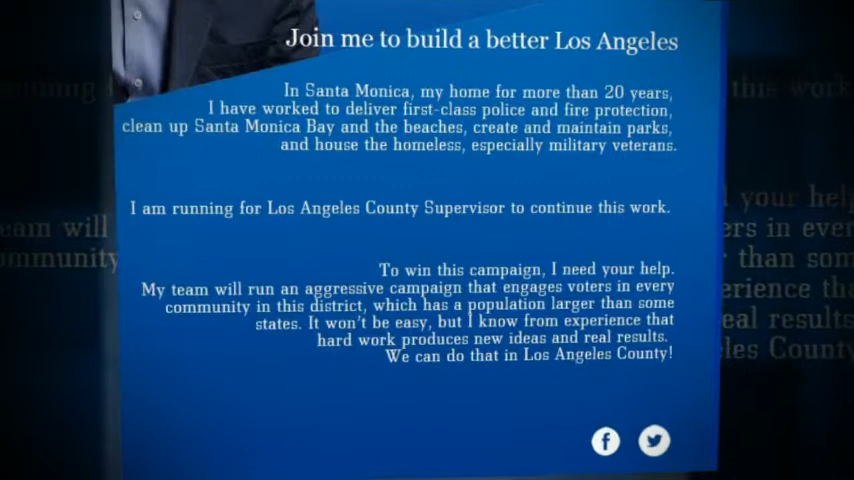 Join me to build a better Los Angeles
In Santa Monica, my home for more than 20 years,
I have worked to deliver first-class police and fire protection,
clean up Santa Monica Bay and the beaches, create and maintain parks,
and house the homeless, especially military veterans.
I am running for Los Angeles County Supervisor to continue this work.
To win this campaign, I need your help.
My team will run an aggressive campaign that engages voters in every
community in this district, which has a population larger than some
states. It won't be easy, but I know from experience that
hard work produces new ideas and real results.
We can do that in Los Angeles County!